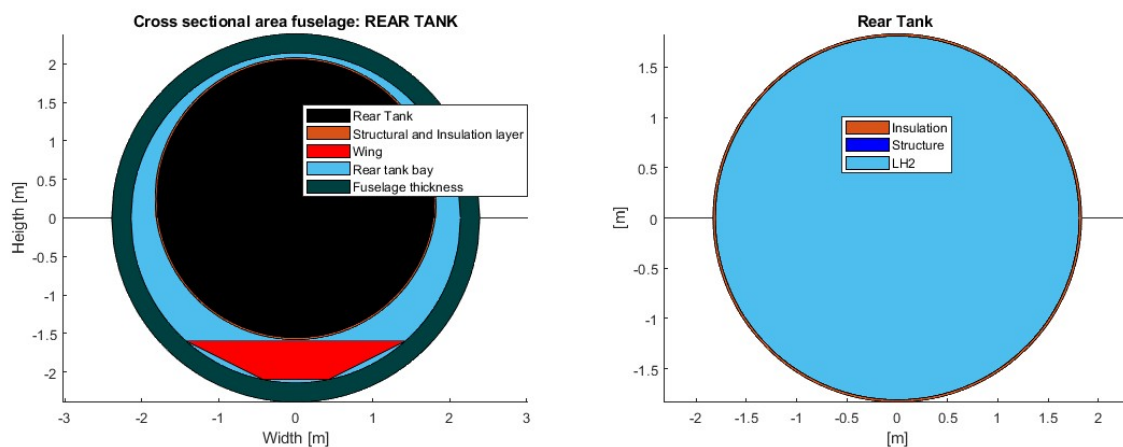 Cross sectional area fuselage: REAR TANK
2
1.5
1
0.5
0
-0.5
-1
-1.5
-2
Heigth [m]
Rear Tank
Structural and Insulation layer
Wing
Rear tank bay
Fuselage thickness
-3 -2 -1 0 1 2 3
Width [m]
Rear Tank
1.5
1
0.5
0
-0.5
-1
-1.5
[m]
Insulation
Structure
LH2
-2 -1.5 -1 -0.5 0 0.5 1 1.5 2
[m]